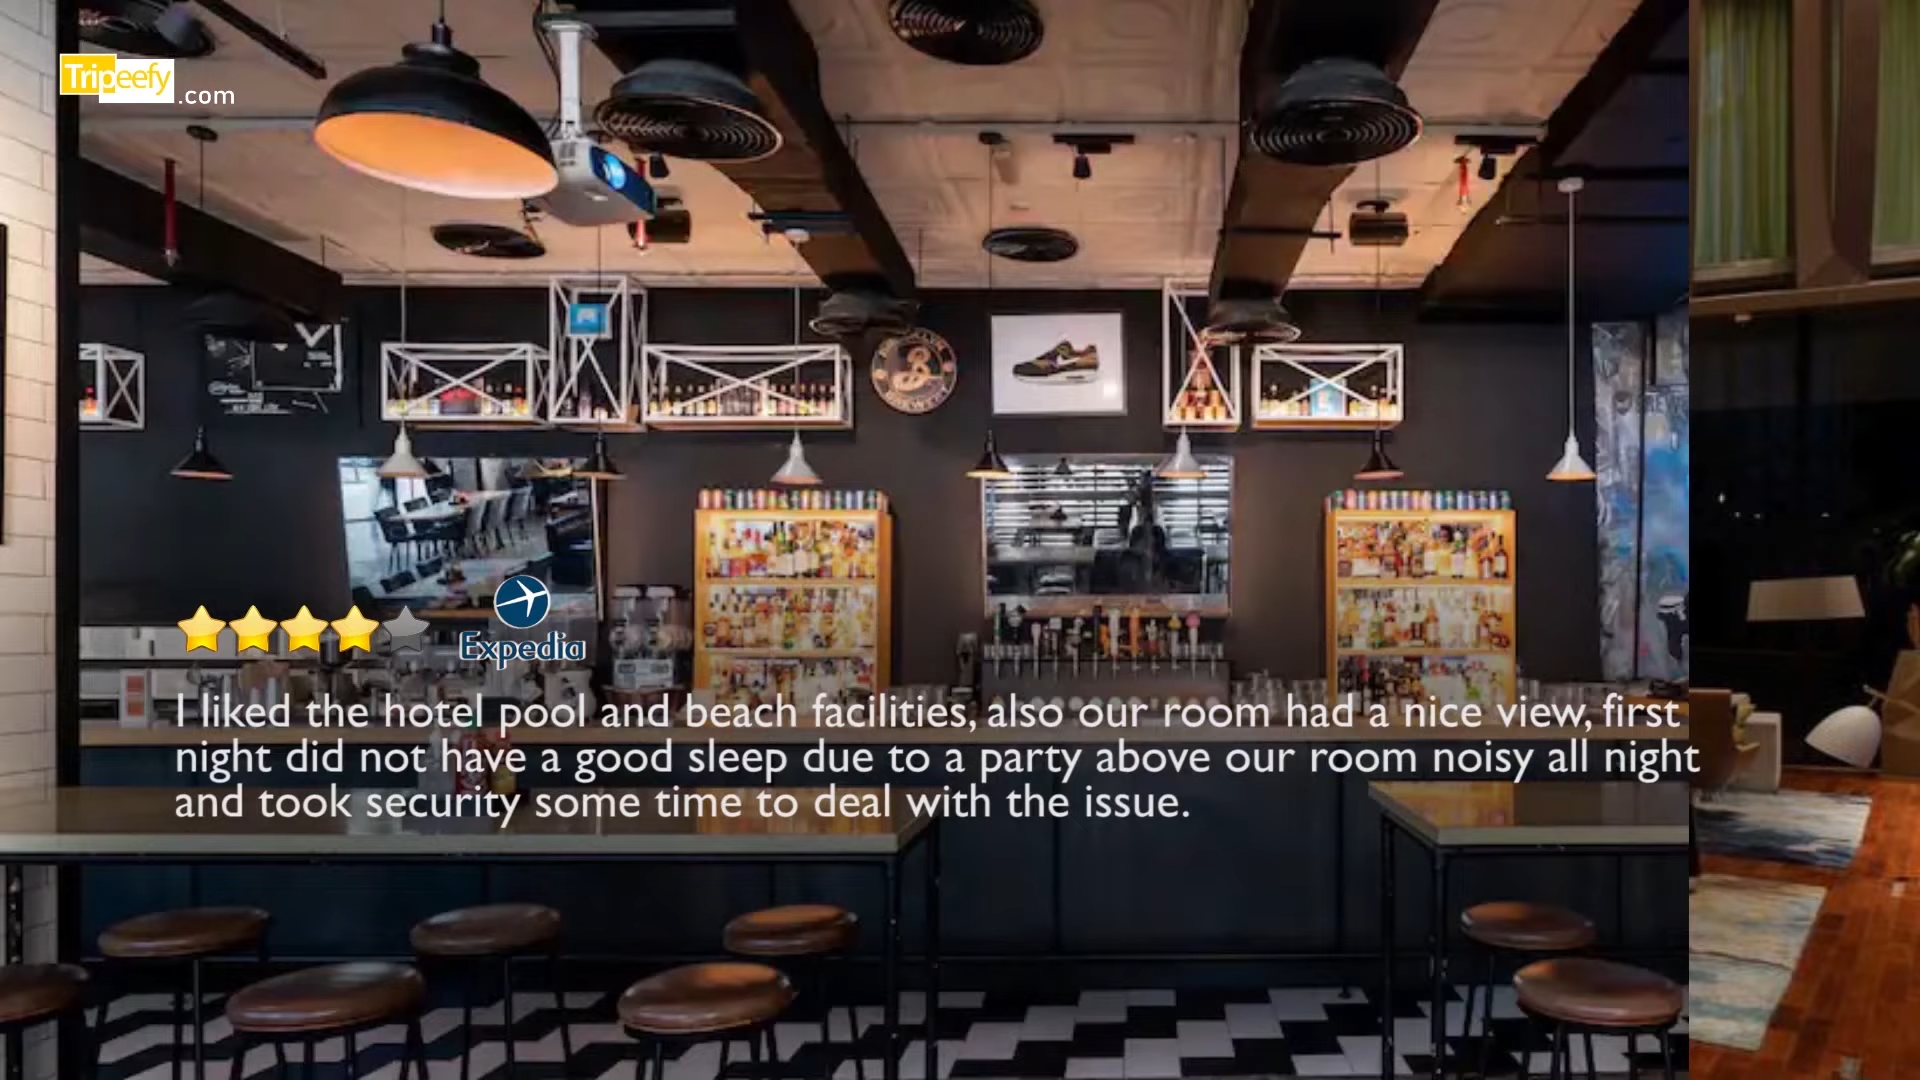 Tripeefy.com
Expedia
I liked the hotel pool and beach facilities, also our room had a nice view, first
night did not have a good sleep due to a party above our room noisy all night
and took security some time to deal with the issue.
BREWERY